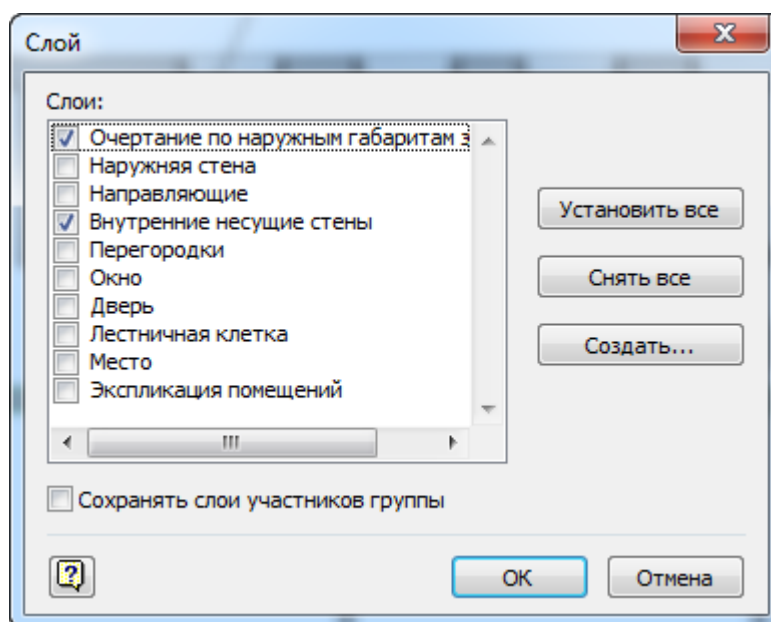 Слой
Слои:
Очертание по наружным габаритам з
Наружняя стена
Направляющие
Внутренние несущие стены
Перегородки
Окно
Дверь
Лестничная клетка
Место
Экспликация помещений
Установить все
Снять все
Создать...
Сохранять слои участников группы
ОК
Отмена